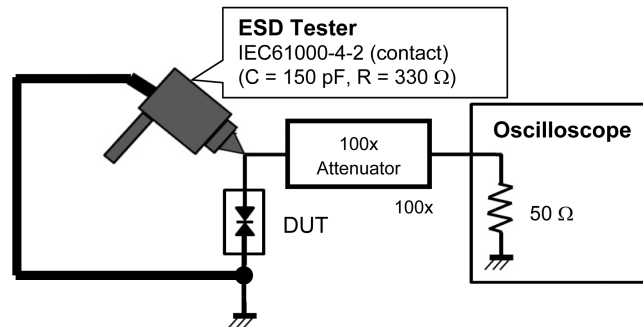 ESD Tester
IEC61000-4-2 (contact)
(C = 150 pF, R = 330 Ω)
100x
Attenuator
100x
Oscilloscope
50 Ω
DUT